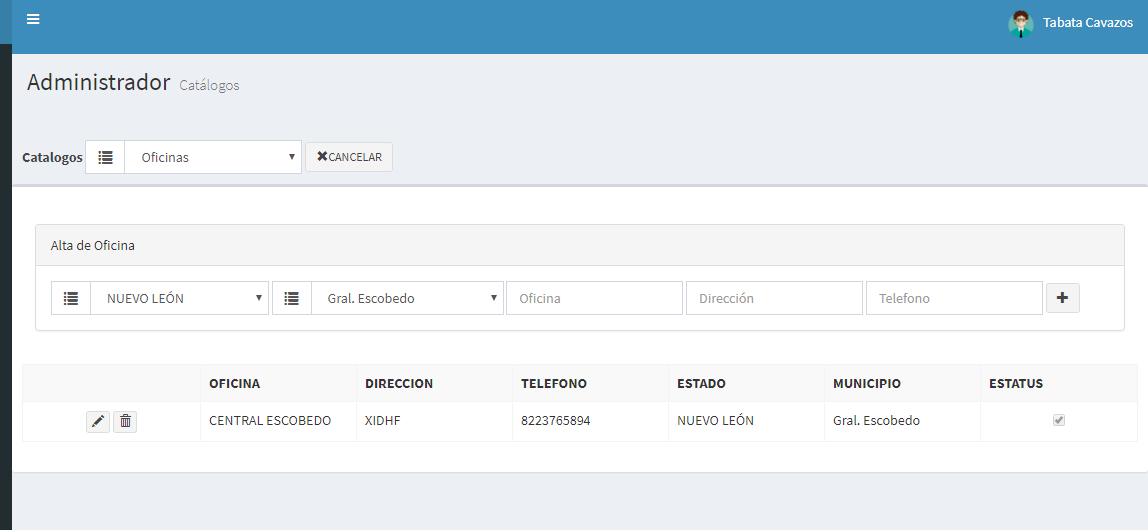 Tabata Cavazos
Administrador Catálogos
Catalogos Oficinas CANCELAR
Alta de Oficina
NUEVO LEÓN Gral. Escobedo Oficina Dirección Telefono
OFICINA DIRECCION TELEFONO ESTADO MUNICIPIO ESTATUS
CENTRAL ESCOBEDO XIDHF 8223765894 NUEVO LEÓN Gral. Escobedo